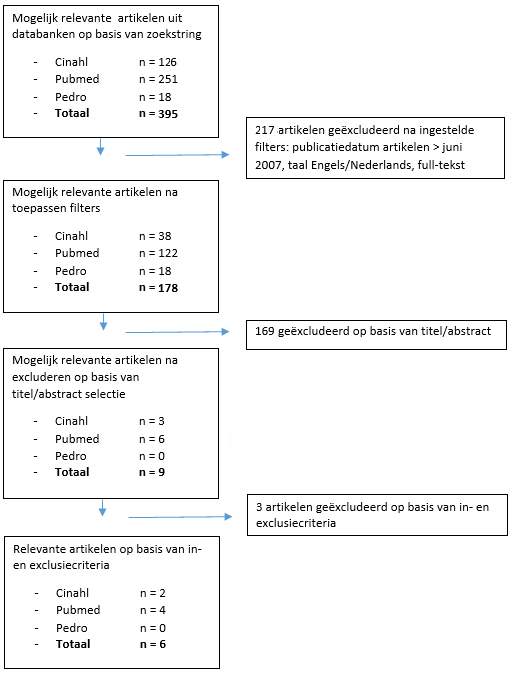 Mogelijk relevante artikelen uit
databanken op basis van zoekstring
- Cinahl n = 126
- Pubmed n = 251
- Pedro n = 18
- Totaal n = 395
217 artikelen geëxcludeerd na ingestelde
filters: publicatiedatum artikelen > juni
2007, taal Engels/Nederlands, full-tekst
Mogelijk relevante artikelen na
toepassen filters
- Cinahl n = 38
- Pubmed n = 122
- Pedro n = 18
- Totaal n = 178
169 geëxcludeerd op basis van titel/abstract
Mogelijk relevante artikelen na
excluderen op basis van
titel/abstract selectie
- Cinahl n = 3
- Pubmed n = 6
- Pedro n = 0
- Totaal n = 9
3 artikelen geëxcludeerd op basis van in- en
exclusiecriteria
Relevante artikelen op basis van in-
en exclusiecriteria
- Cinahl n = 2
- Pubmed n = 4
- Pedro n = 0
- Totaal n = 6